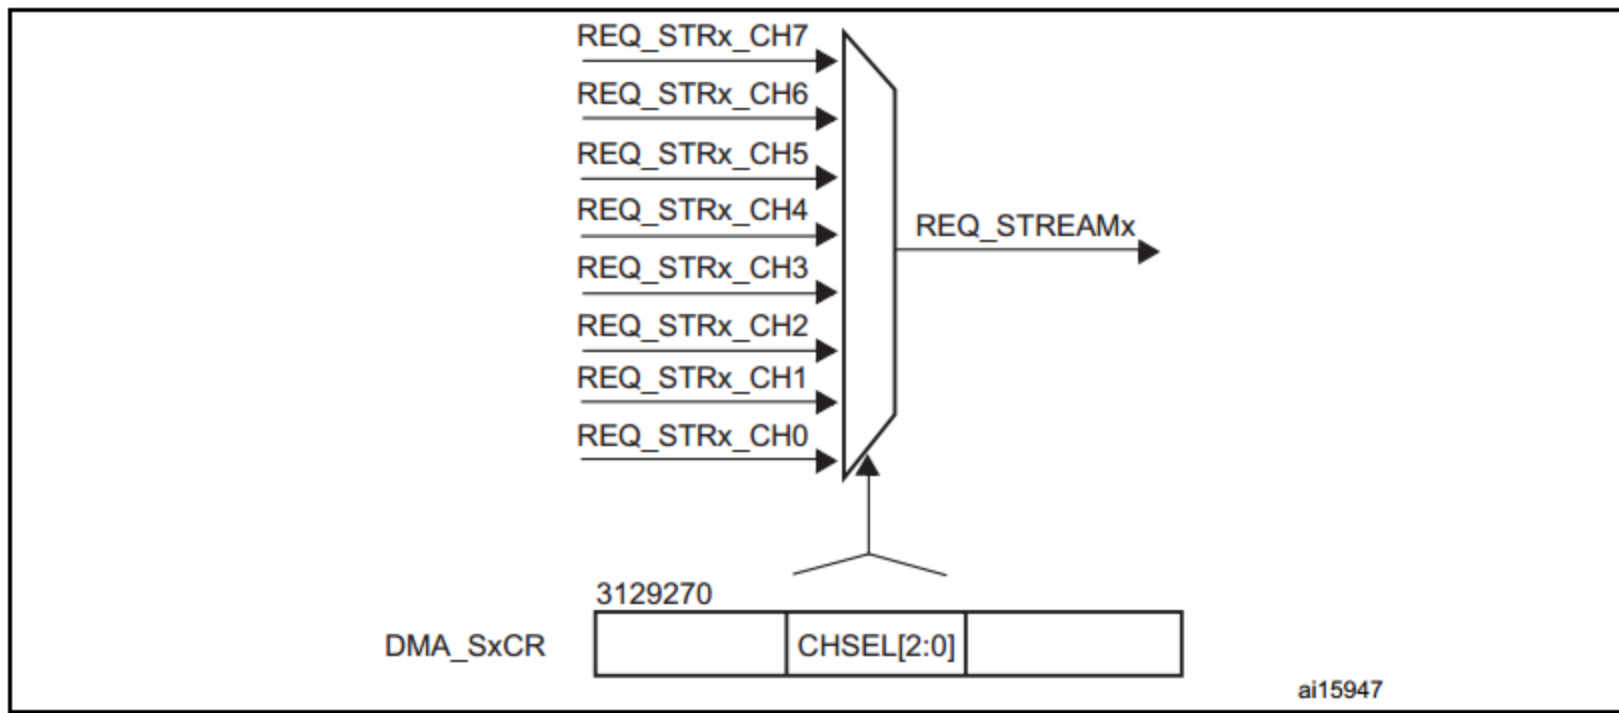 REQ_STRx_CH7
REQ_STRx_CH6
REQ_STRx_CH5
REQ_STRx_CH4
REQ_STREAMx
REQ_STRx_CH3
REQ_STRx_CH2
REQ_STRx_CH1
REQ_STRx_CH0
3129270
DMA_SxCR
CHSEL[2:0]
ai15947